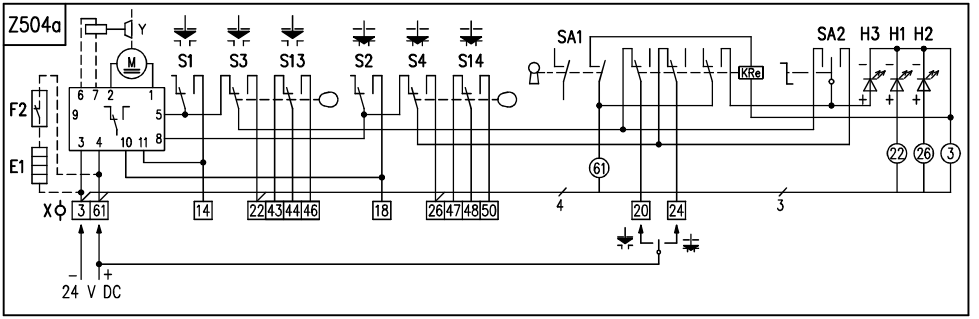 Z504a
Y
S1 S3 S13 S2 S4 S14
SA1 SA2 H3 H1 H2
M
KRe
− − −
6 7 2 1
F2 9 5
+ + +
8
3 4 10 11
E1
22 26 3
61
X 3 61 14 22 43 44 46 18 26 47 48 50 4 20 24 3
− +
24 V DC